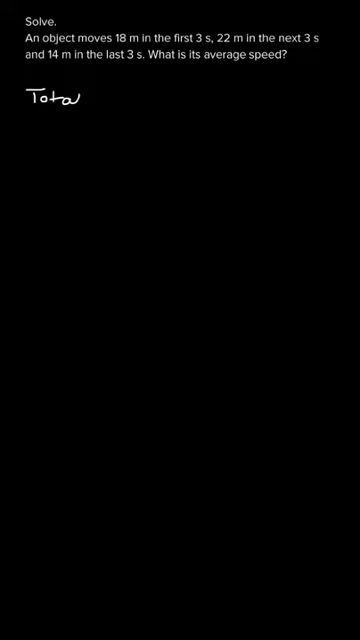 Solve.
An object moves 18 m in the first 3 s, 22 m in the next 3 s
and 14 m in the last 3 s. What is its average speed?
Tota